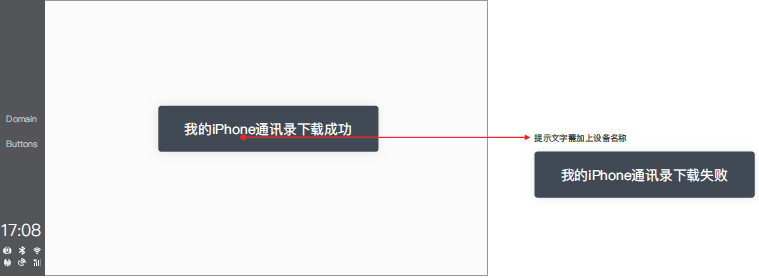 Domain
Buttons
17:08
我的iPhone通讯录下载成功
提示文字需加上设备名称
我的iPhone通讯录下载失败